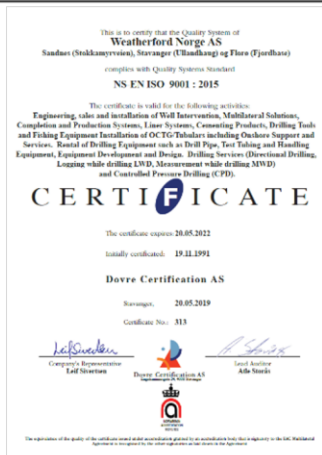 This is to certify that the Quality System of
Weatherford Norge AS
Sandnes (Stokkamyrveien), Stavanger (Ullandhaug) og Florø (Fjordbase)
complies with Quality Systems Standard
NS EN ISO 9001 : 2015
The certificate is valid for the following activities:
Engineering, sales and installation of Well Intervention, Multilateral Solutions,
Completion and Production Systems, Liner Systems, Cementing Products, Drilling Tools
and Fishing Equipment Installation of OCTG/Tubulars including Onshore Support and
Services. Rental of Drilling Equipment such as Drill Pipe, Test Tubing and Handling
Equipment, Equipment Development and Design. Drilling Services (Directional Drilling,
Logging while drilling LWD, Measurement while drilling MWD)
and Controlled Pressure Drilling (CPD).
CERTIFICATE
The certificate expires: 20.05.2022
Initially certificated: 19.11.1991
Dovre Certification AS
Stavanger, 20.05.2019
Certificate No.: 313
Company's Representative
Leif Sivertsen
Lead Auditor
Atle Storås
Dovre Certification AS